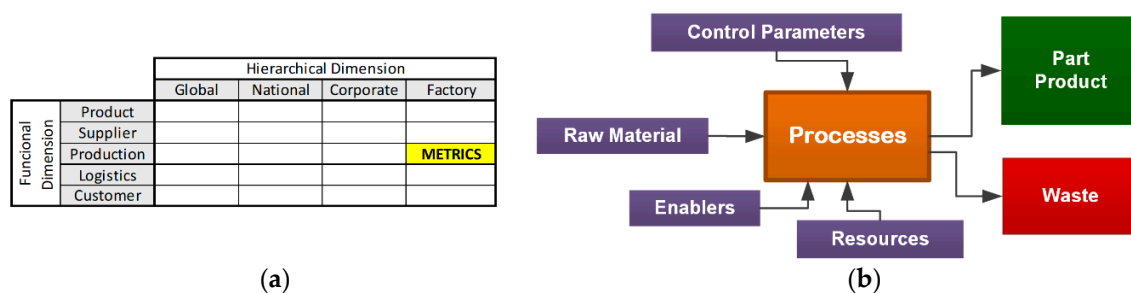 Hierarchical Dimension
Global National Corporate Factory
Funcional
Dimension
Product
Supplier
Production METRICS
Logistics
Customer
(a)
Control Parameters
Raw Material
Enablers
Resources
Processes
Part
Product
Waste
(b)